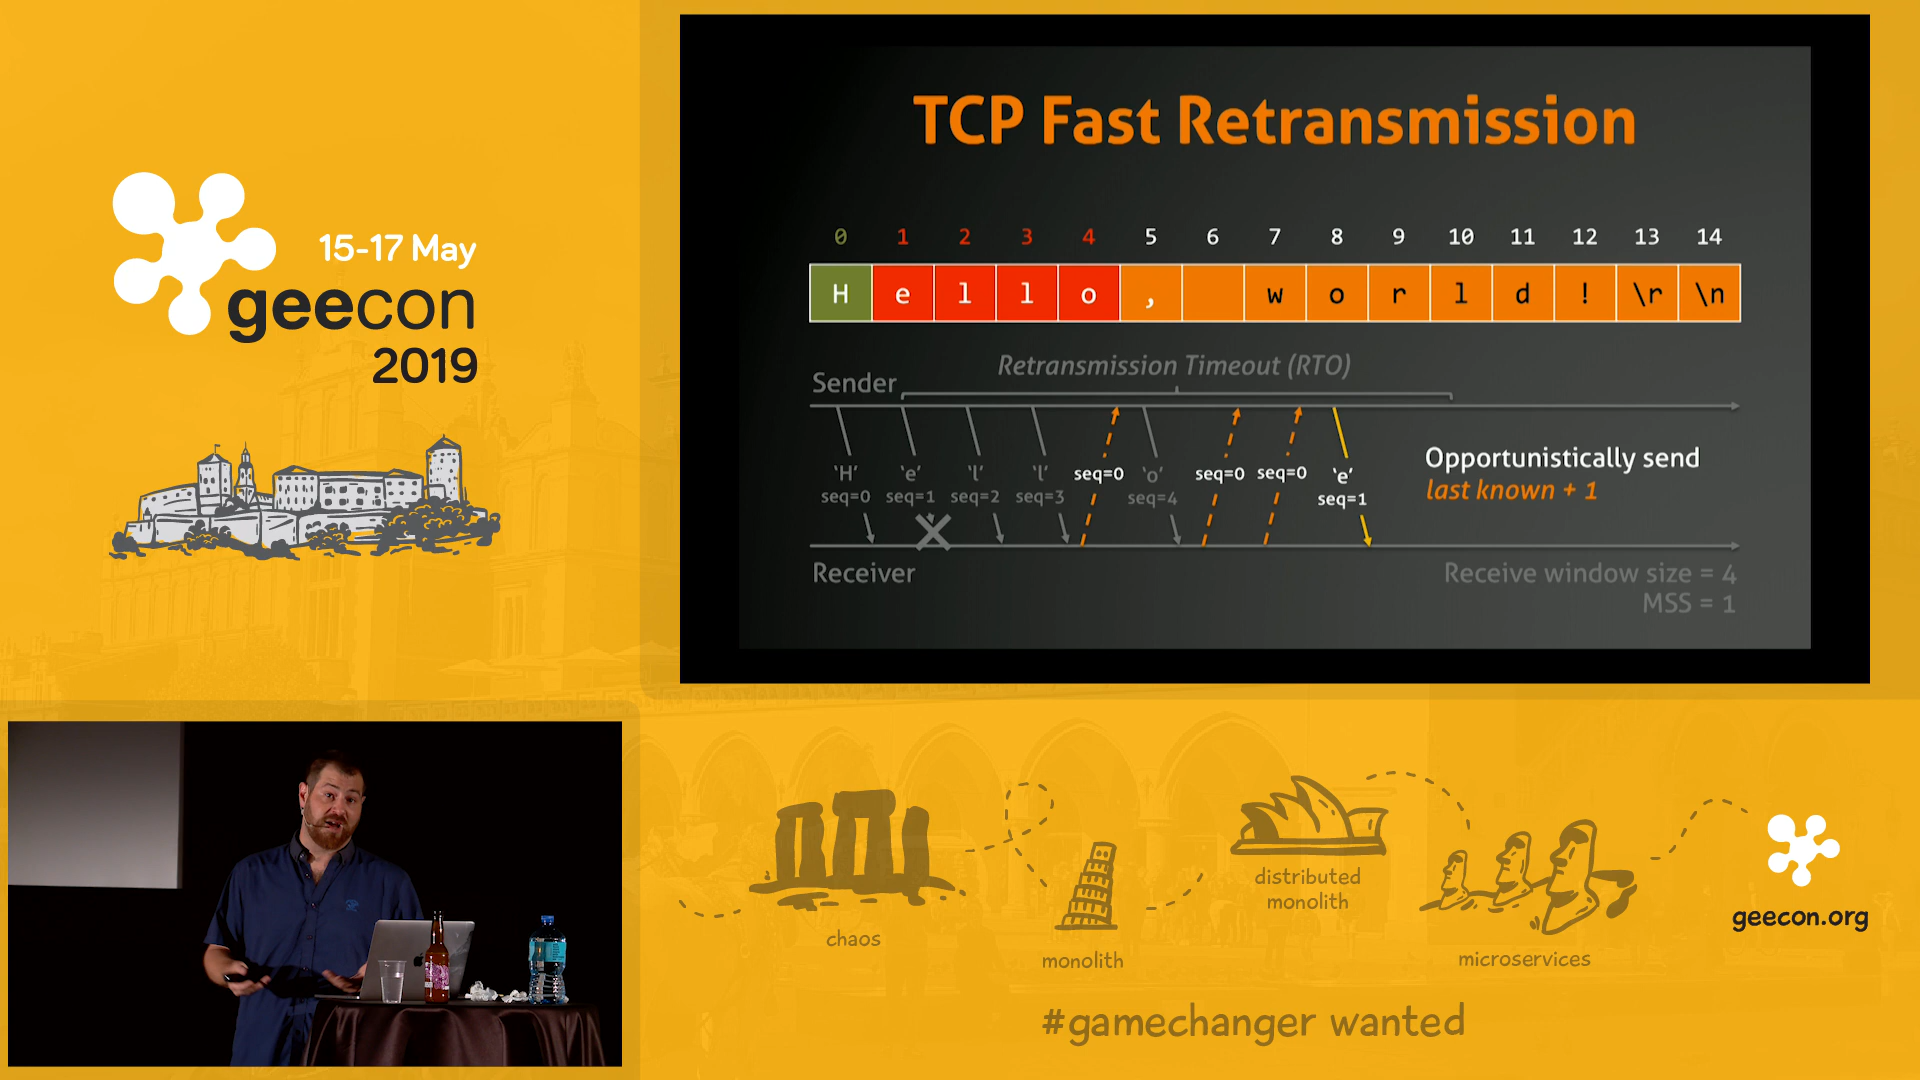 15-17 May
geecon
2019
TCP Fast Retransmission
0 1 2 3 4 5 6 7 8 9 10 11 12 13 14
H e l l o , w o r l d ! \r \n
Retransmission Timeout (RTO)
Sender
'H' 'e' 'l' 'l' seq=0 'o' seq=0 seq=0 'e'
seq=0 seq=1 seq=2 seq=3 seq=4 seq=1
Opportunistically send
last known + 1
Receiver
Receive window size = 4
MSS = 1
chaos
monolith
distributed
monolith
microservices
geecon.org
#gamechanger wanted